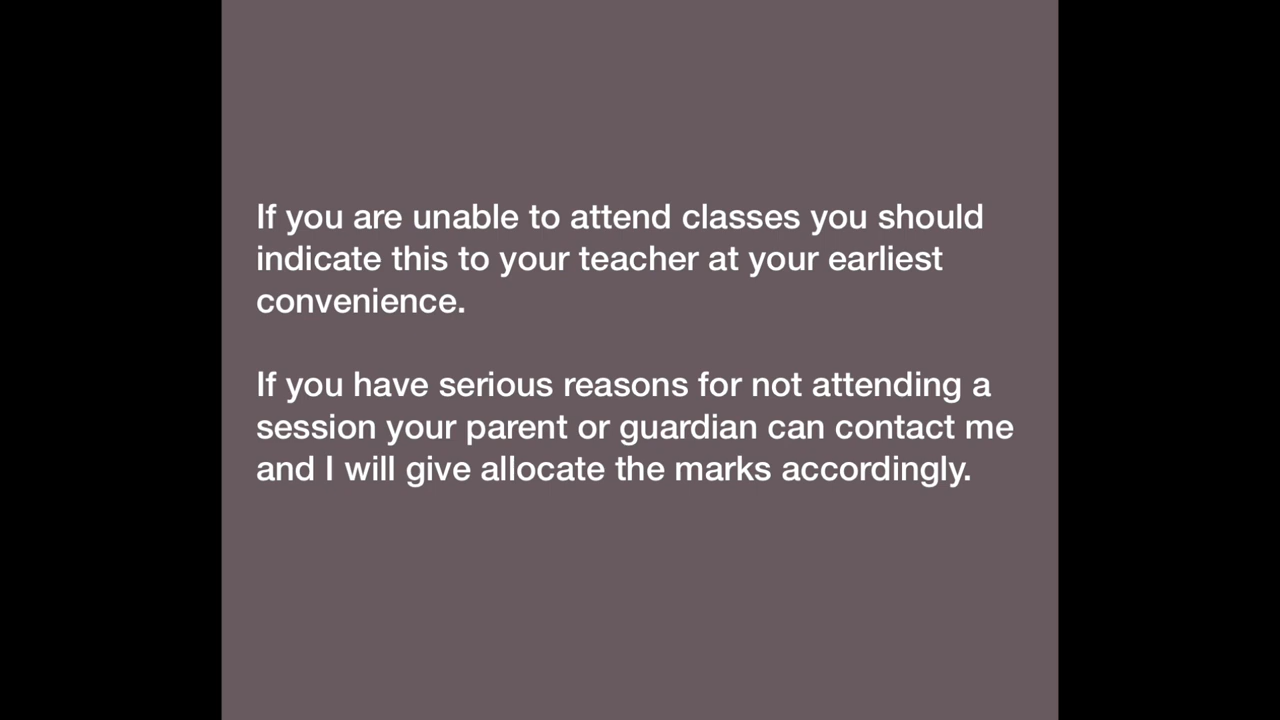 If you are unable to attend classes you should
indicate this to your teacher at your earliest
convenience.
If you have serious reasons for not attending a
session your parent or guardian can contact me
and I will give allocate the marks accordingly.